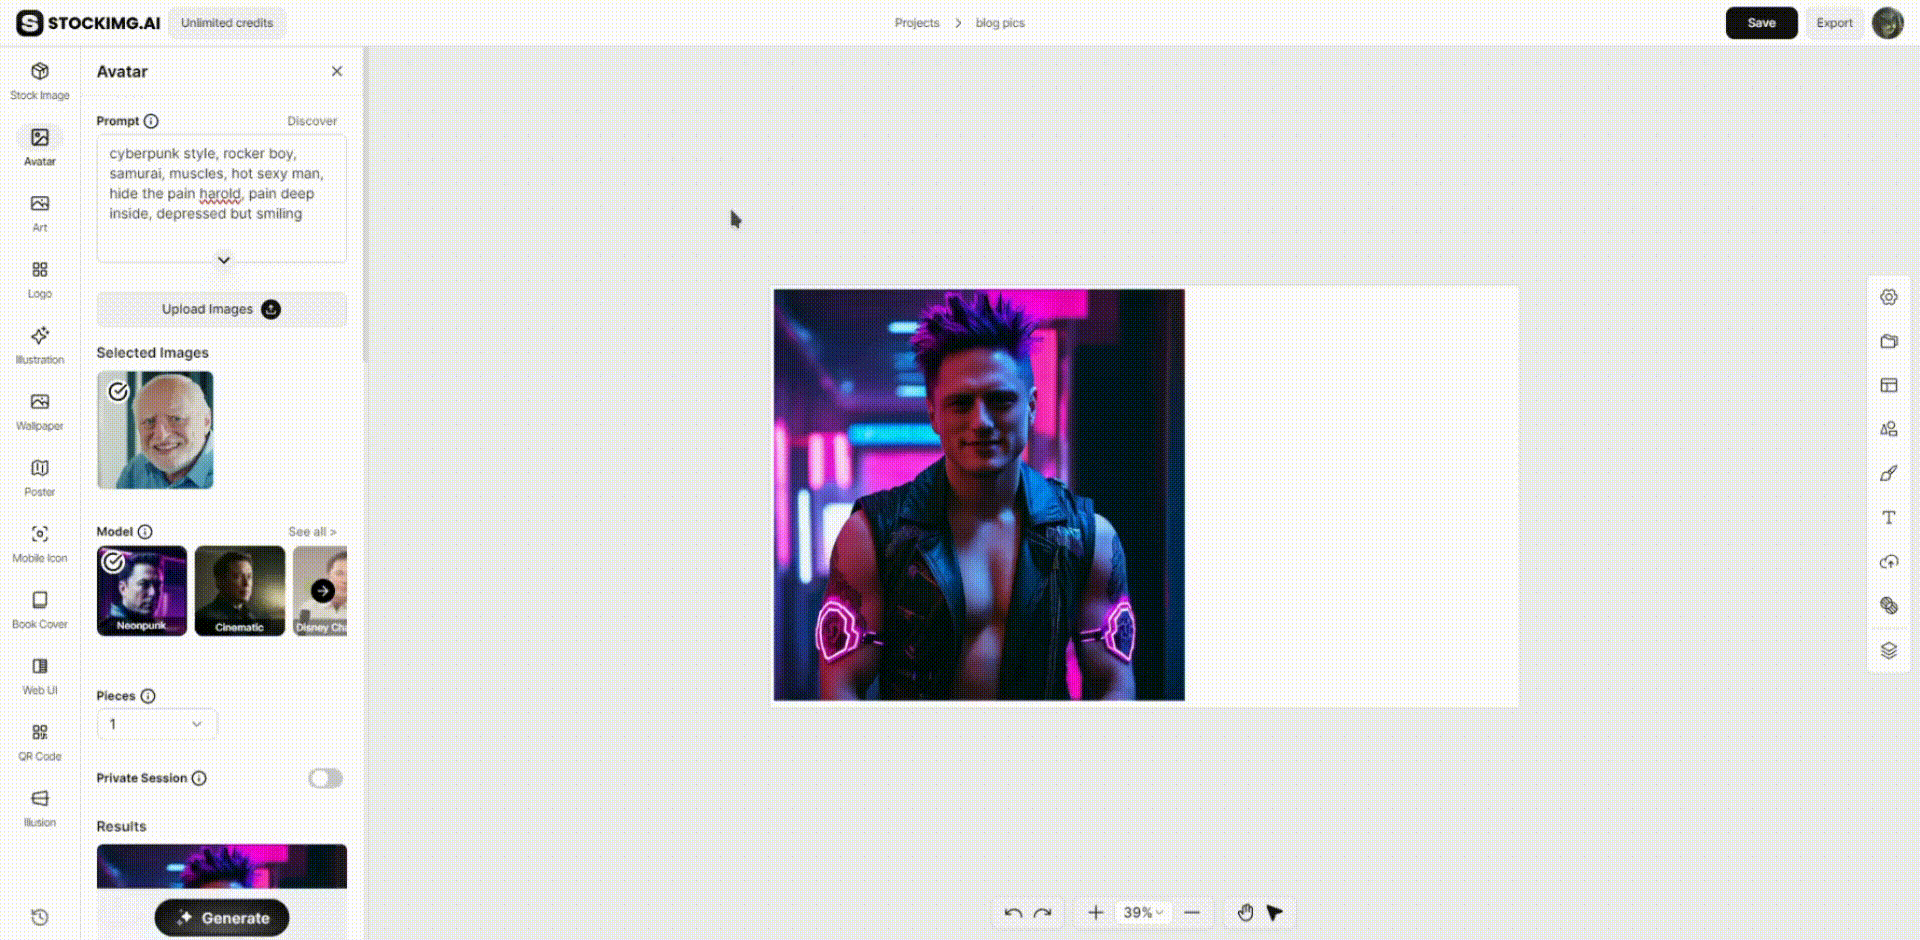 STOCKIMG.AI
Unlimited credits
Projects > blog pics
Save
Export
Stock Image
Avatar
Art
Logo
Illustration
Wallpaper
Poster
Mobile Icon
Book Cover
Web UI
QR Code
Illusion
Avatar
Prompt
Discover
cyberpunk style, rocker boy,
samurai, muscles, hot sexy man,
hide the pain harold, pain deep
inside, depressed but smiling
Upload Images
Selected Images
Model
See all >
Neonpunk
Cinematic
Disney Cha
Pieces
1
Private Session
Results
Generate
39%